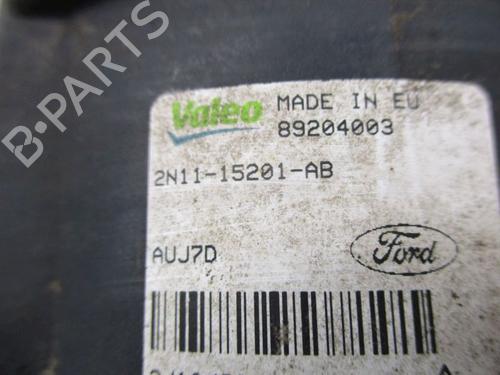 Valeo MADE IN EU
89204003
2N11-15201-AB
AUJ7D
Ford
A
B-PARTS